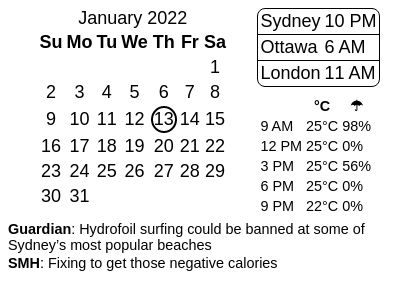 January 2022
Su Mo Tu We Th Fr Sa
1
2 3 4 5 6 7 8
9 10 11 12 13 14 15
16 17 18 19 20 21 22
23 24 25 26 27 28 29
30 31
Sydney 10 PM
Ottawa 6 AM
London 11 AM
°C ☂
9 AM 25°C 98%
12 PM 25°C 0%
3 PM 25°C 56%
6 PM 25°C 0%
9 PM 22°C 0%
Guardian: Hydrofoil surfing could be banned at some of
Sydney’s most popular beaches
SMH: Fixing to get those negative calories